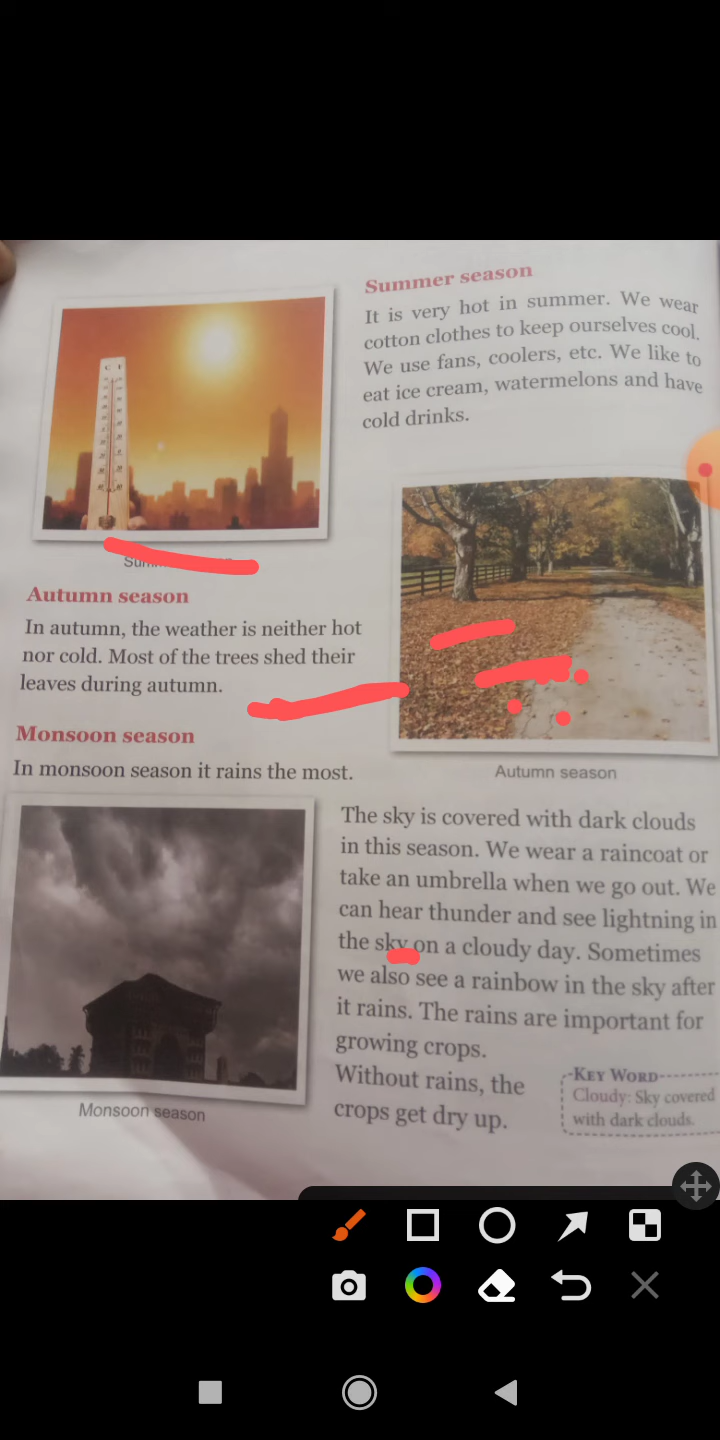 Summer season
It is very hot in summer. We wear
cotton clothes to keep ourselves cool.
We use fans, coolers, etc. We like to
eat ice cream, watermelons and have
cold drinks.
Autumn season
In autumn, the weather is neither hot
nor cold. Most of the trees shed their
leaves during autumn.
Autumn season
Monsoon season
In monsoon season it rains the most.
The sky is covered with dark clouds
in this season. We wear a raincoat or
take an umbrella when we go out. We
can hear thunder and see lightning in
the sky on a cloudy day. Sometimes
we also see a rainbow in the sky after
it rains. The rains are important for
growing crops.
Without rains, the
crops get dry up.
Monsoon season
KEY WORD
Cloudy: Sky covered
with dark clouds.